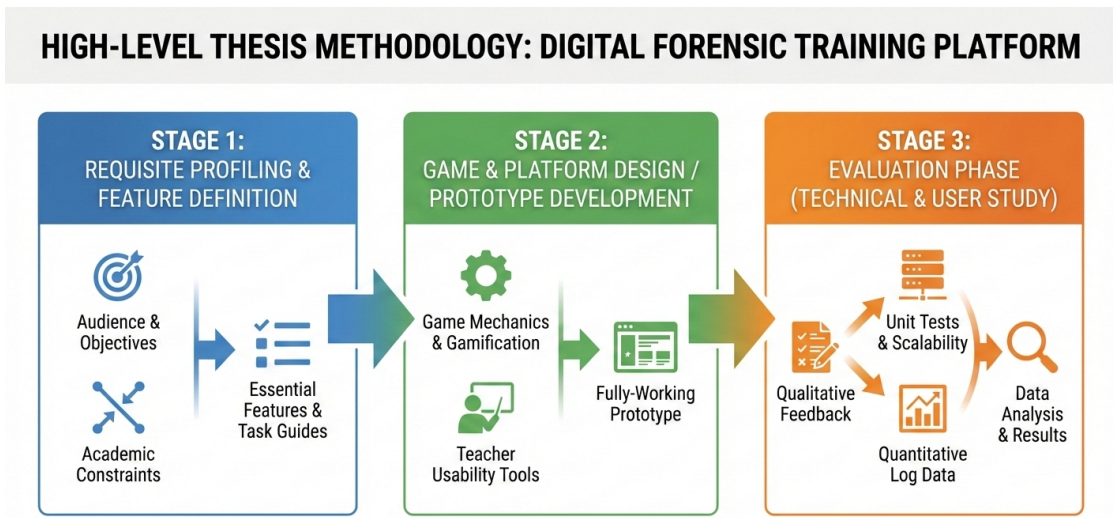 HIGH-LEVEL THESIS METHODOLOGY: DIGITAL FORENSIC TRAINING PLATFORM
STAGE 1:
REQUISITE PROFILING &
FEATURE DEFINITION
Audience &
Objectives
Academic
Constraints
Essential
Features &
Task Guides
STAGE 2:
GAME & PLATFORM DESIGN /
PROTOTYPE DEVELOPMENT
Game Mechanics
& Gamification
Teacher
Usability Tools
Fully-Working
Prototype
STAGE 3:
EVALUATION PHASE
(TECHNICAL & USER STUDY)
Qualitative
Feedback
Unit Tests
& Scalability
Quantitative
Log Data
Data
Analysis
& Results